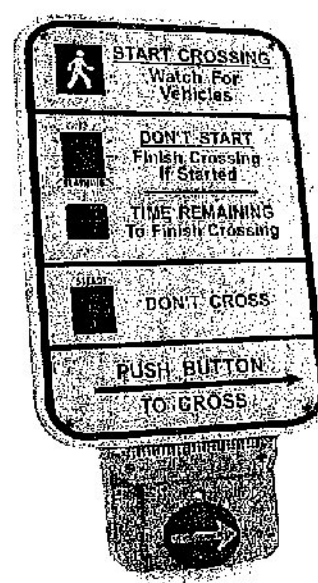 START CROSSING
Watch For
Vehicles
DON'T START
Finish Crossing
If Started
TIME REMAINING
To Finish Crossing
DON'T CROSS
PUSH BUTTON
TO CROSS